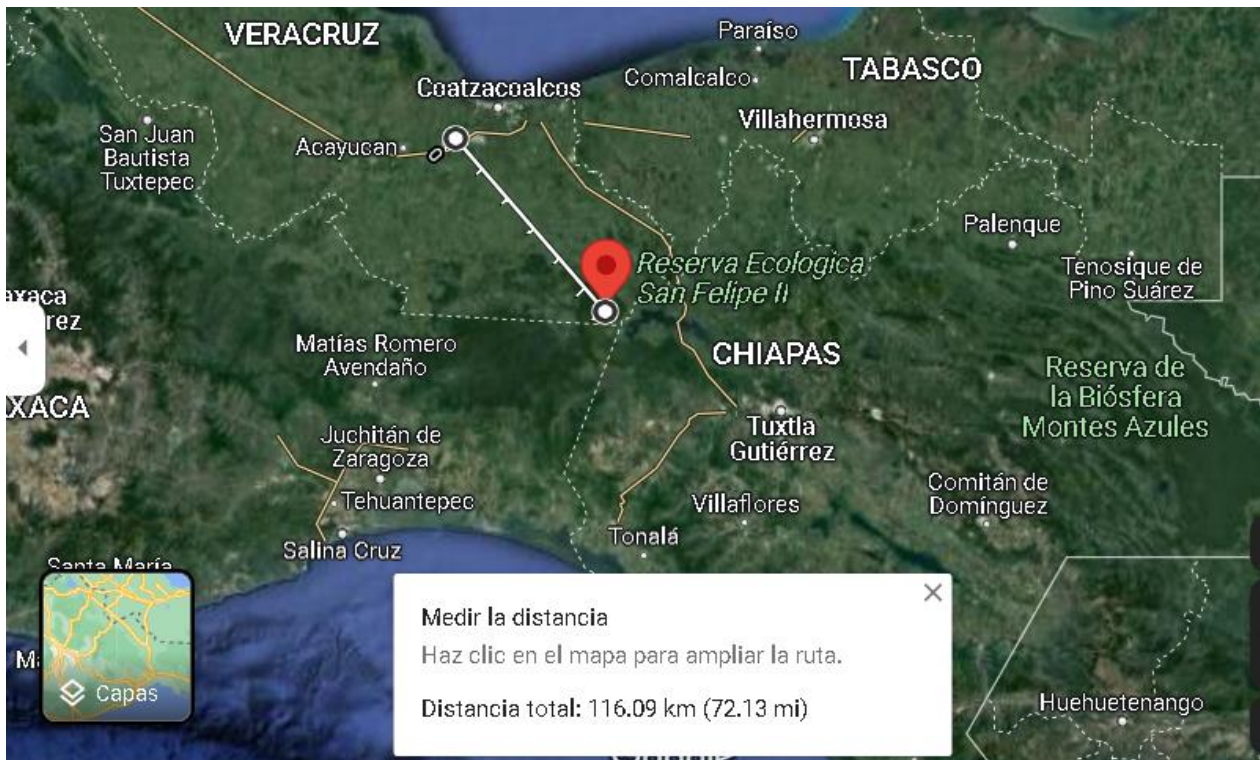 VERACRUZ
Paraíso
Comalcalco
TABASCO
Coatzacoalcos
Villahermosa
San Juan
Bautista
Tuxtepec
Acayucan
Palenque
Reserva Ecologica
San Felipe II
Tenosique de
Pino Suárez
Matías Romero
Avendaño
CHIAPAS
Reserva de
la Biósfera
Montes Azules
Tuxtla
Gutiérrez
Juchitán de
Zaragoza
Comitán de
Domínguez
Tehuantepec
Villaflores
Salina Cruz
Tonalá
Santa María
Capas
Medir la distancia
Haz clic en el mapa para ampliar la ruta.
Distancia total: 116.09 km (72.13 mi)
Huehuetenango